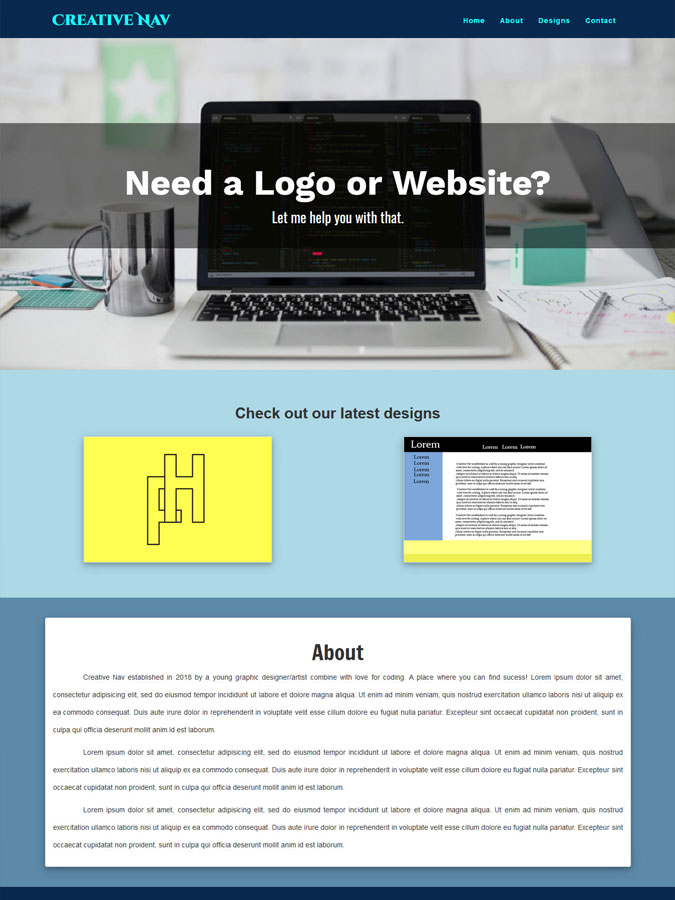 Creative Nav
Home About Designs Contact
Need a Logo or Website?
Let me help you with that.
Check out our latest designs
Lorem
Lorem Lorem Lorem
Lorem
Lorem
Lorem
Lorem
Lorem
About
Creative Nav established in 2018 by a young graphic designer/artist combine with love for coding. A place where you can find sucess! Lorem ipsum dolor sit amet,
consectetur adipisicing elit, sed do eiusmod tempor incididunt ut labore et dolore magna aliqua. Ut enim ad minim veniam, quis nostrud exercitation ullamco laboris nisi ut aliquip ex
ea commodo consequat. Duis aute irure dolor in reprehenderit in voluptate velit esse cillum dolore eu fugiat nulla pariatur. Excepteur sint occaecat cupidatat non proident, sunt in
culpa qui officia deserunt mollit anim id est laborum.
Lorem ipsum dolor sit amet, consectetur adipisicing elit, sed do eiusmod tempor incididunt ut labore et dolore magna aliqua. Ut enim ad minim veniam, quis nostrud
exercitation ullamco laboris nisi ut aliquip ex ea commodo consequat. Duis aute irure dolor in reprehenderit in voluptate velit esse cillum dolore eu fugiat nulla pariatur. Excepteur sint
occaecat cupidatat non proident, sunt in culpa qui officia deserunt mollit anim id est laborum.
Lorem ipsum dolor sit amet, consectetur adipisicing elit, sed do eiusmod tempor incididunt ut labore et dolore magna aliqua. Ut enim ad minim veniam, quis nostrud
exercitation ullamco laboris nisi ut aliquip ex ea commodo consequat. Duis aute irure dolor in reprehenderit in voluptate velit esse cillum dolore eu fugiat nulla pariatur. Excepteur sint
occaecat cupidatat non proident, sunt in culpa qui officia deserunt mollit anim id est laborum.